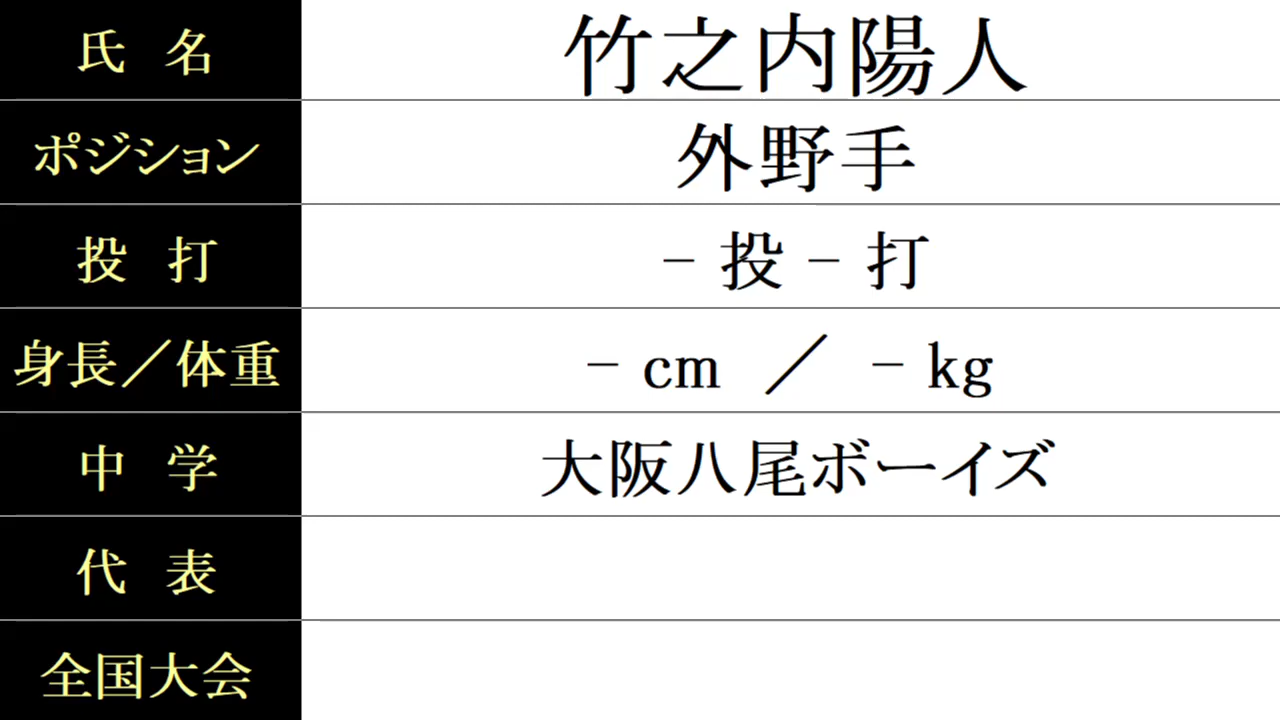 氏 名 竹之内陽人
ポジション 外野手
投 打 − 投 − 打
身長／体重 − cm ／ − kg
中 学 大阪八尾ボーイズ
代 表
全国大会